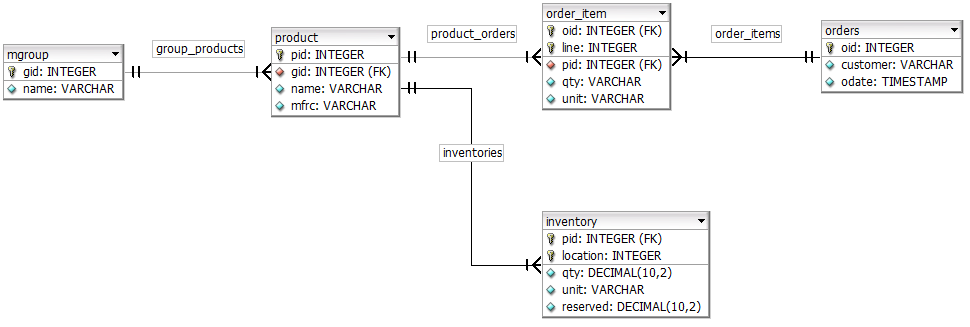 mgroup
gid: INTEGER
name: VARCHAR
group_products
product
pid: INTEGER
gid: INTEGER (FK)
name: VARCHAR
mfrc: VARCHAR
product_orders
order_item
oid: INTEGER (FK)
line: INTEGER
pid: INTEGER (FK)
qty: VARCHAR
unit: VARCHAR
order_items
orders
oid: INTEGER
customer: VARCHAR
odate: TIMESTAMP
inventories
inventory
pid: INTEGER (FK)
location: INTEGER
qty: DECIMAL(10,2)
unit: VARCHAR
reserved: DECIMAL(10,2)